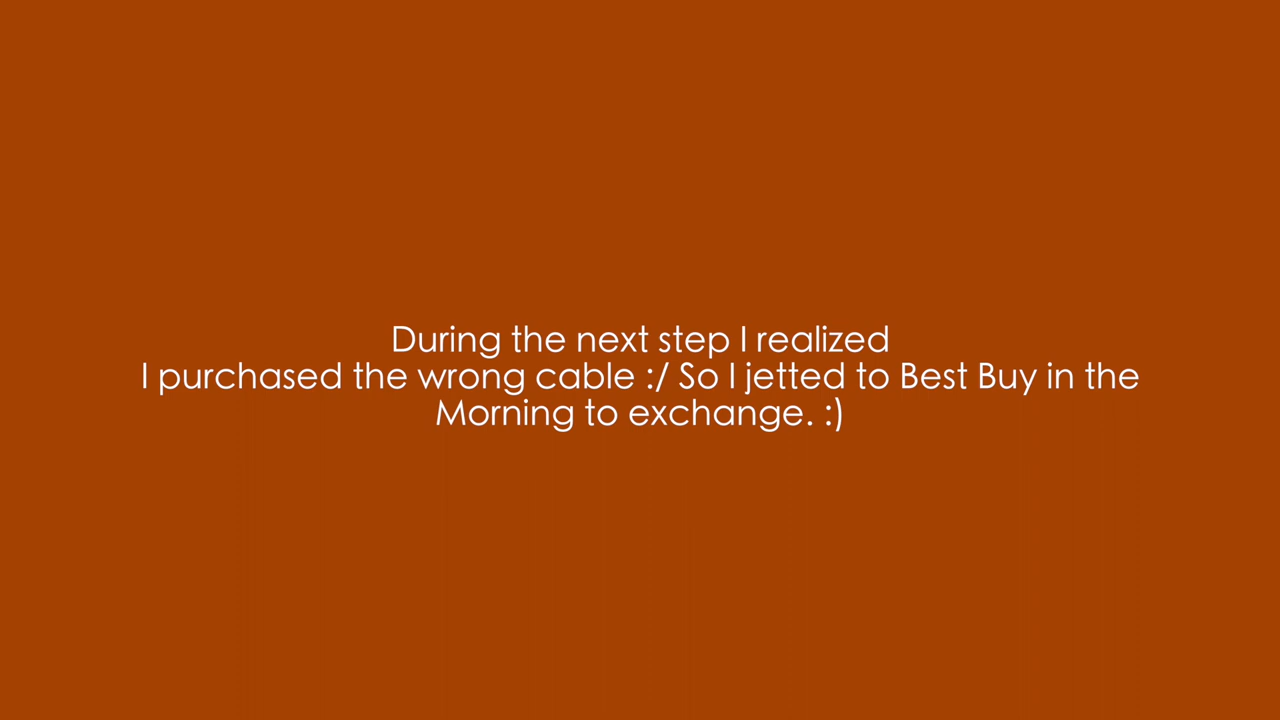 During the next step I realized
I purchased the wrong cable :/ So I jetted to Best Buy in the
Morning to exchange. :)